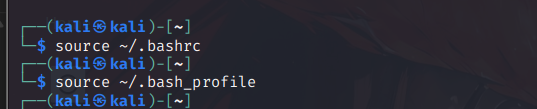 ┌──(kali㉿kali)-[~]
└─$ source ~/.bashrc
┌──(kali㉿kali)-[~]
└─$ source ~/.bash_profile
┌──(kali㉿kali)-[~]